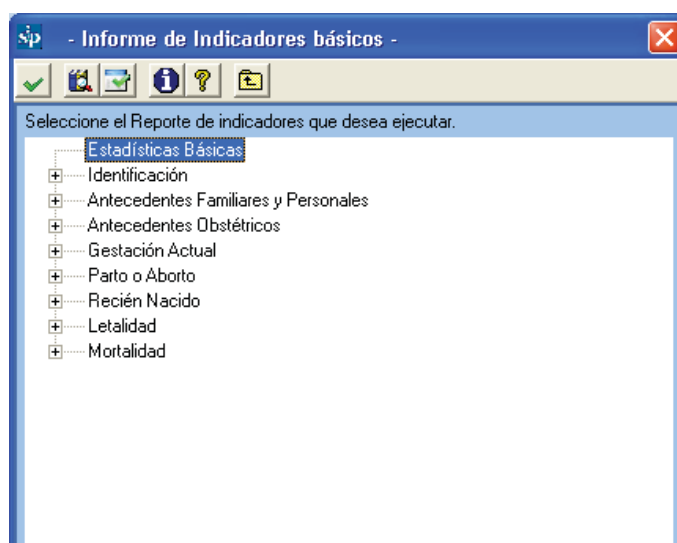 sip - Informe de Indicadores básicos -
Seleccione el Reporte de indicadores que desea ejecutar.
Estadísticas Básicas
Identificación
Antecedentes Familiares y Personales
Antecedentes Obstétricos
Gestación Actual
Parto o Aborto
Recién Nacido
Letalidad
Mortalidad